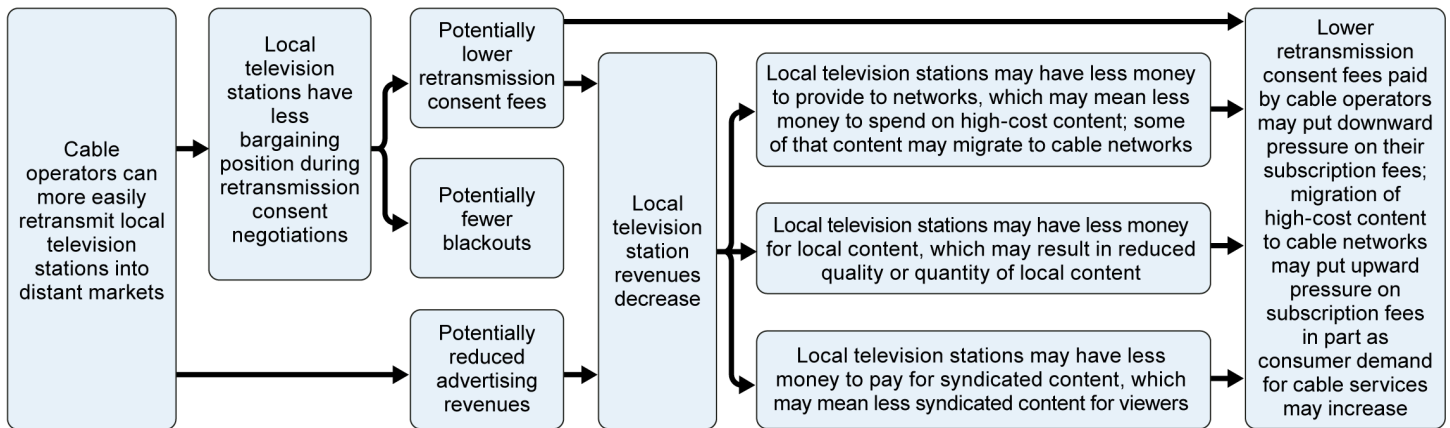 Cable
operators can
more easily
retransmit local
television
stations into
distant markets
Local
television
stations have
less
bargaining
position during
retransmission
consent
negotiations
Potentially
lower
retransmission
consent fees
Potentially
fewer
blackouts
Potentially
reduced
advertising
revenues
Local
television
station
revenues
decrease
Local television stations may have less money
to provide to networks, which may mean less
money to spend on high-cost content; some
of that content may migrate to cable networks
Local television stations may have less money
for local content, which may result in reduced
quality or quantity of local content
Local television stations may have less
money to pay for syndicated content, which
may mean less syndicated content for viewers
Lower
retransmission
consent fees paid
by cable operators
may put downward
pressure on their
subscription fees;
migration of
high-cost content
to cable networks
may put upward
pressure on
subscription fees
in part as
consumer demand
for cable services
may increase